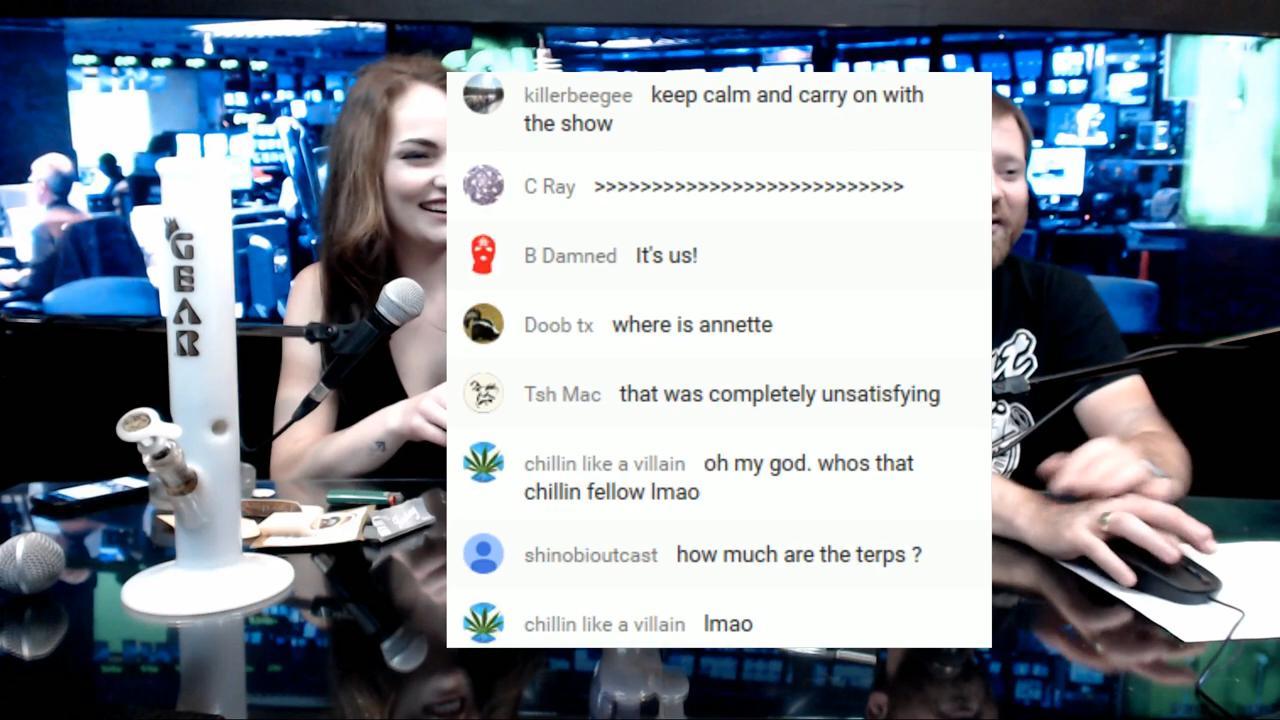 killerbeegee keep calm and carry on with
the show
C Ray >>>>>>>>>>>>>>>>>>>>>>>>>>>
B Damned It's us!
Doob tx where is annette
Tsh Mac that was completely unsatisfying
chillin like a villain oh my god. whos that
chillin fellow lmao
shinobioutcast how much are the terps ?
chillin like a villain lmao
GEAR